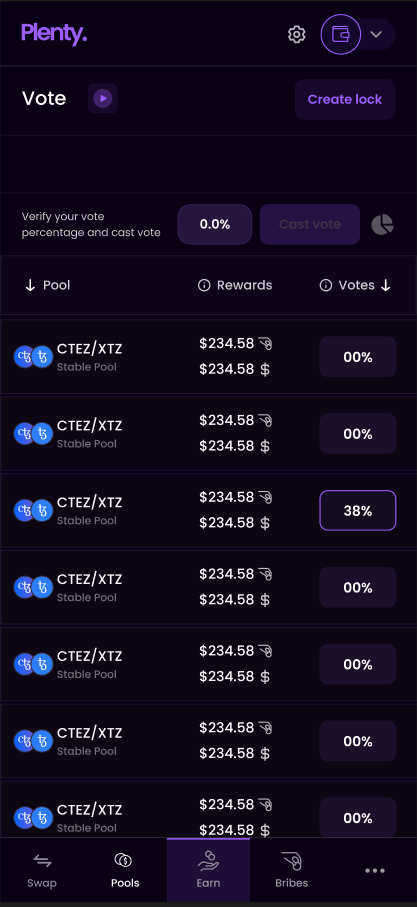 Plenty.
Vote
Create lock
Verify your vote
percentage and cast vote
0.0%
Cast vote
Pool
Rewards
Votes
CTEZ/XTZ
Stable Pool
$234.58
$234.58 $
00%
CTEZ/XTZ
Stable Pool
$234.58
$234.58 $
00%
CTEZ/XTZ
Stable Pool
$234.58
$234.58 $
38%
CTEZ/XTZ
Stable Pool
$234.58
$234.58 $
00%
CTEZ/XTZ
Stable Pool
$234.58
$234.58 $
00%
CTEZ/XTZ
Stable Pool
$234.58
$234.58 $
00%
CTEZ/XTZ
Stable Pool
$234.58
$234.58 $
00%
Swap
Pools
Earn
Bribes